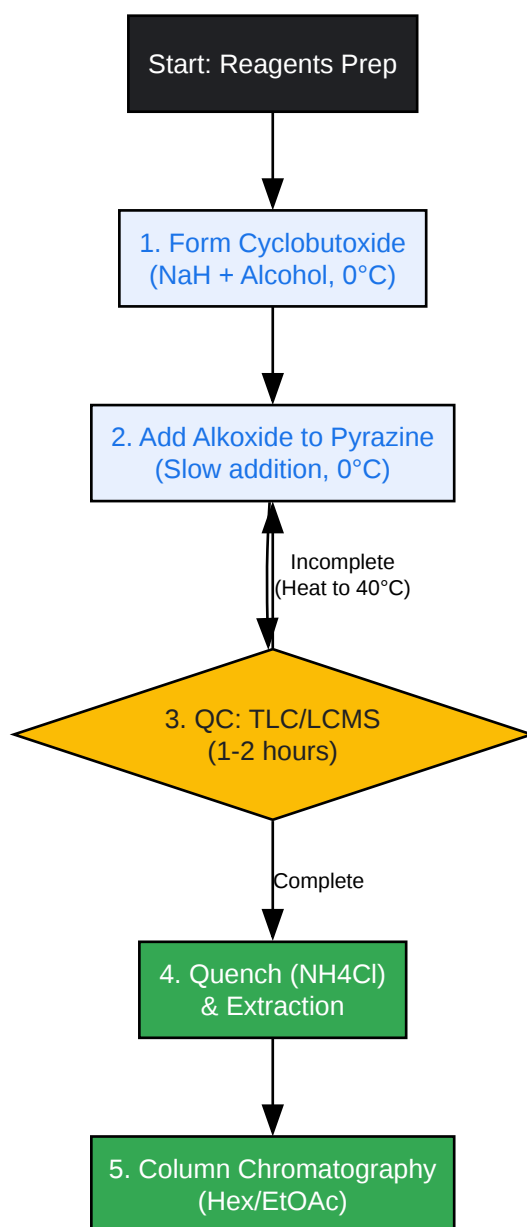 Start: Reagents Prep
1. Form Cyclobutoxide
(NaH + Alcohol, 0°C)
2. Add Alkoxide to Pyrazine
(Slow addition, 0°C)
Incomplete
(Heat to 40°C)
3. QC: TLC/LCMS
(1-2 hours)
Complete
4. Quench (NH4Cl)
& Extraction
5. Column Chromatography
(Hex/EtOAc)